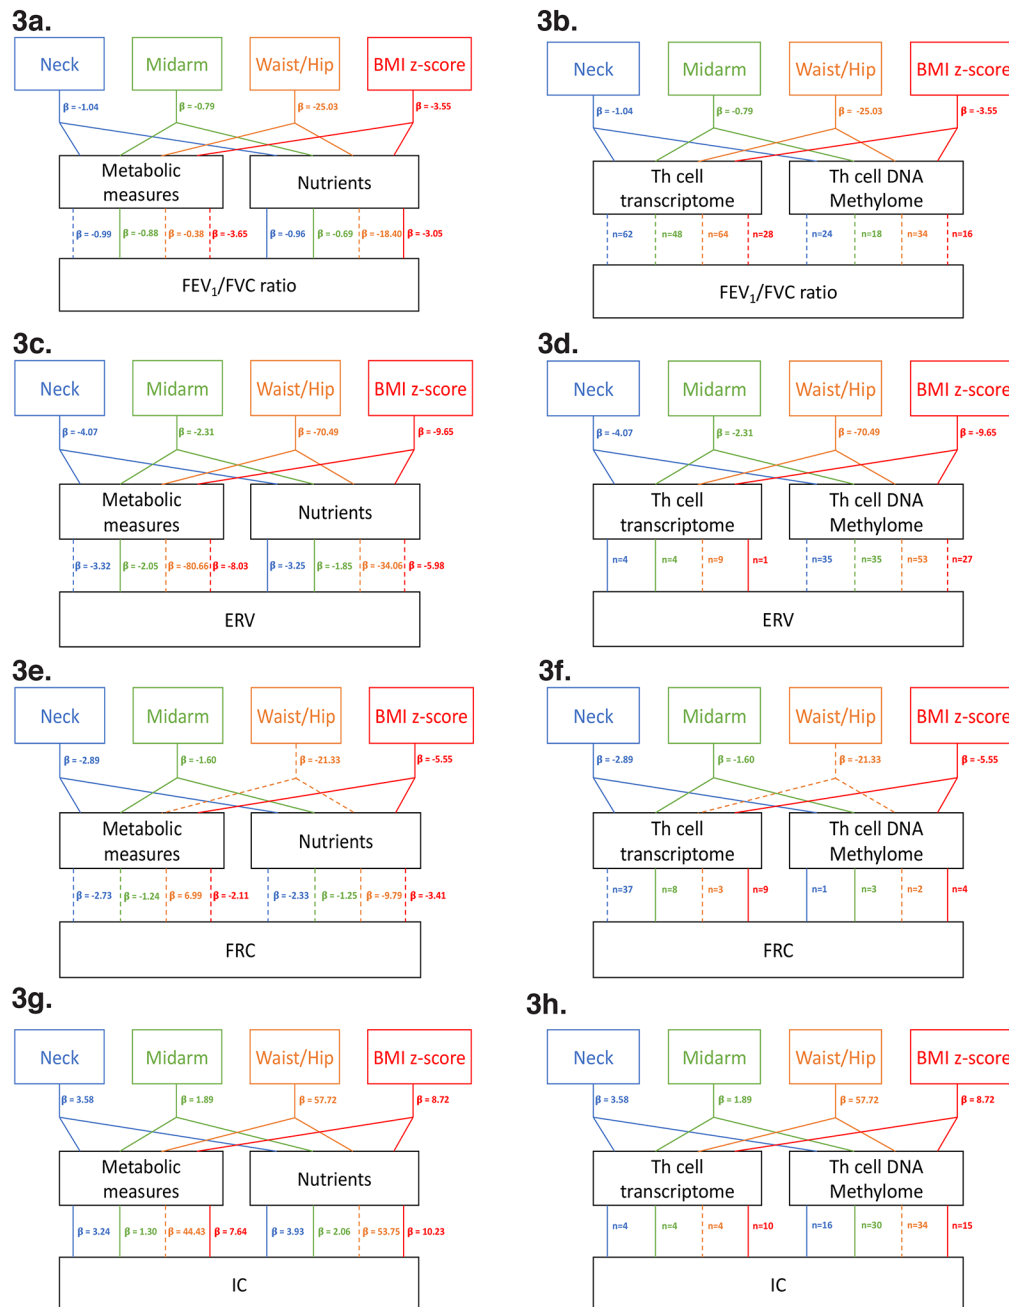 3a.
Neck Midarm Waist/Hip BMI z-score
β = -1.04 β = -0.79 β = -25.03 β = -3.55
Metabolic
measures
Nutrients
β = -0.99 β = -0.88 β = -0.38 β = -3.65 β = -0.96 β = -0.69 β = -18.40 β = -3.05
FEV1/FVC ratio
3b.
Neck Midarm Waist/Hip BMI z-score
β = -1.04 β = -0.79 β = -25.03 β = -3.55
Th cell
transcriptome
Th cell DNA
Methylome
n=62 n=48 n=64 n=28 n=24 n=18 n=34 n=16
FEV1/FVC ratio
3c.
Neck Midarm Waist/Hip BMI z-score
β = -4.07 β = -2.31 β = -70.49 β = -9.65
Metabolic
measures
Nutrients
β = -3.32 β = -2.05 β = -80.66 β = -8.03 β = -3.25 β = -1.85 β = -34.06 β = -5.98
ERV
3d.
Neck Midarm Waist/Hip BMI z-score
β = -4.07 β = -2.31 β = -70.49 β = -9.65
Th cell
transcriptome
Th cell DNA
Methylome
n=4 n=4 n=9 n=1 n=35 n=35 n=53 n=27
ERV
3e.
Neck Midarm Waist/Hip BMI z-score
β = -2.89 β = -1.60 β = -21.33 β = -5.55
Metabolic
measures
Nutrients
β = -2.73 β = -1.24 β = 6.99 β = -2.11 β = -2.33 β = -1.25 β = -9.79 β = -3.41
FRC
3f.
Neck Midarm Waist/Hip BMI z-score
β = -2.89 β = -1.60 β = -21.33 β = -5.55
Th cell
transcriptome
Th cell DNA
Methylome
n=37 n=8 n=3 n=9 n=1 n=3 n=2 n=4
FRC
3g.
Neck Midarm Waist/Hip BMI z-score
β = 3.58 β = 1.89 β = 57.72 β = 8.72
Metabolic
measures
Nutrients
β = 3.24 β = 1.30 β = 44.43 β = 7.64 β = 3.93 β = 2.06 β = 53.75 β = 10.23
IC
3h.
Neck Midarm Waist/Hip BMI z-score
β = 3.58 β = 1.89 β = 57.72 β = 8.72
Th cell
transcriptome
Th cell DNA
Methylome
n=4 n=4 n=4 n=10 n=16 n=30 n=34 n=15
IC